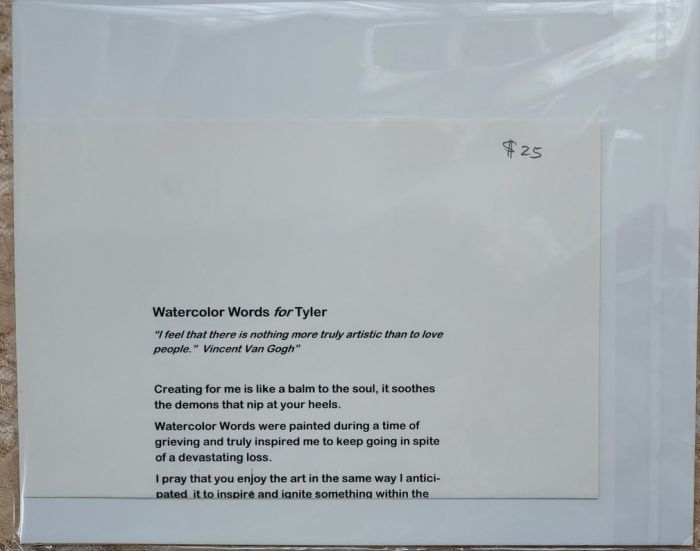 $25
Watercolor Words for Tyler
"I feel that there is nothing more truly artistic than to love
people." Vincent Van Gogh"
Creating for me is like a balm to the soul, it soothes
the demons that nip at your heels.
Watercolor Words were painted during a time of
grieving and truly inspired me to keep going in spite
of a devastating loss.
I pray that you enjoy the art in the same way I antici-
pated it to inspire and ignite something within the